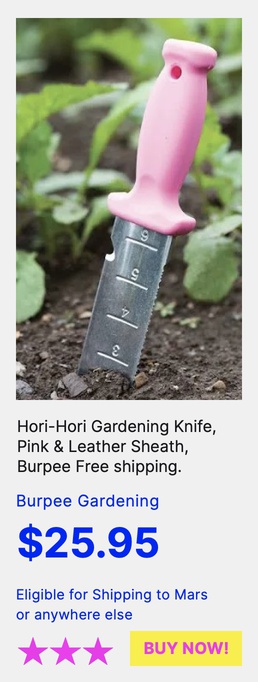 6
5
4
3
Hori-Hori Gardening Knife,
Pink & Leather Sheath,
Burpee Free shipping.
Burpee Gardening
$25.95
Eligible for Shipping to Mars
or anywhere else
BUY NOW!